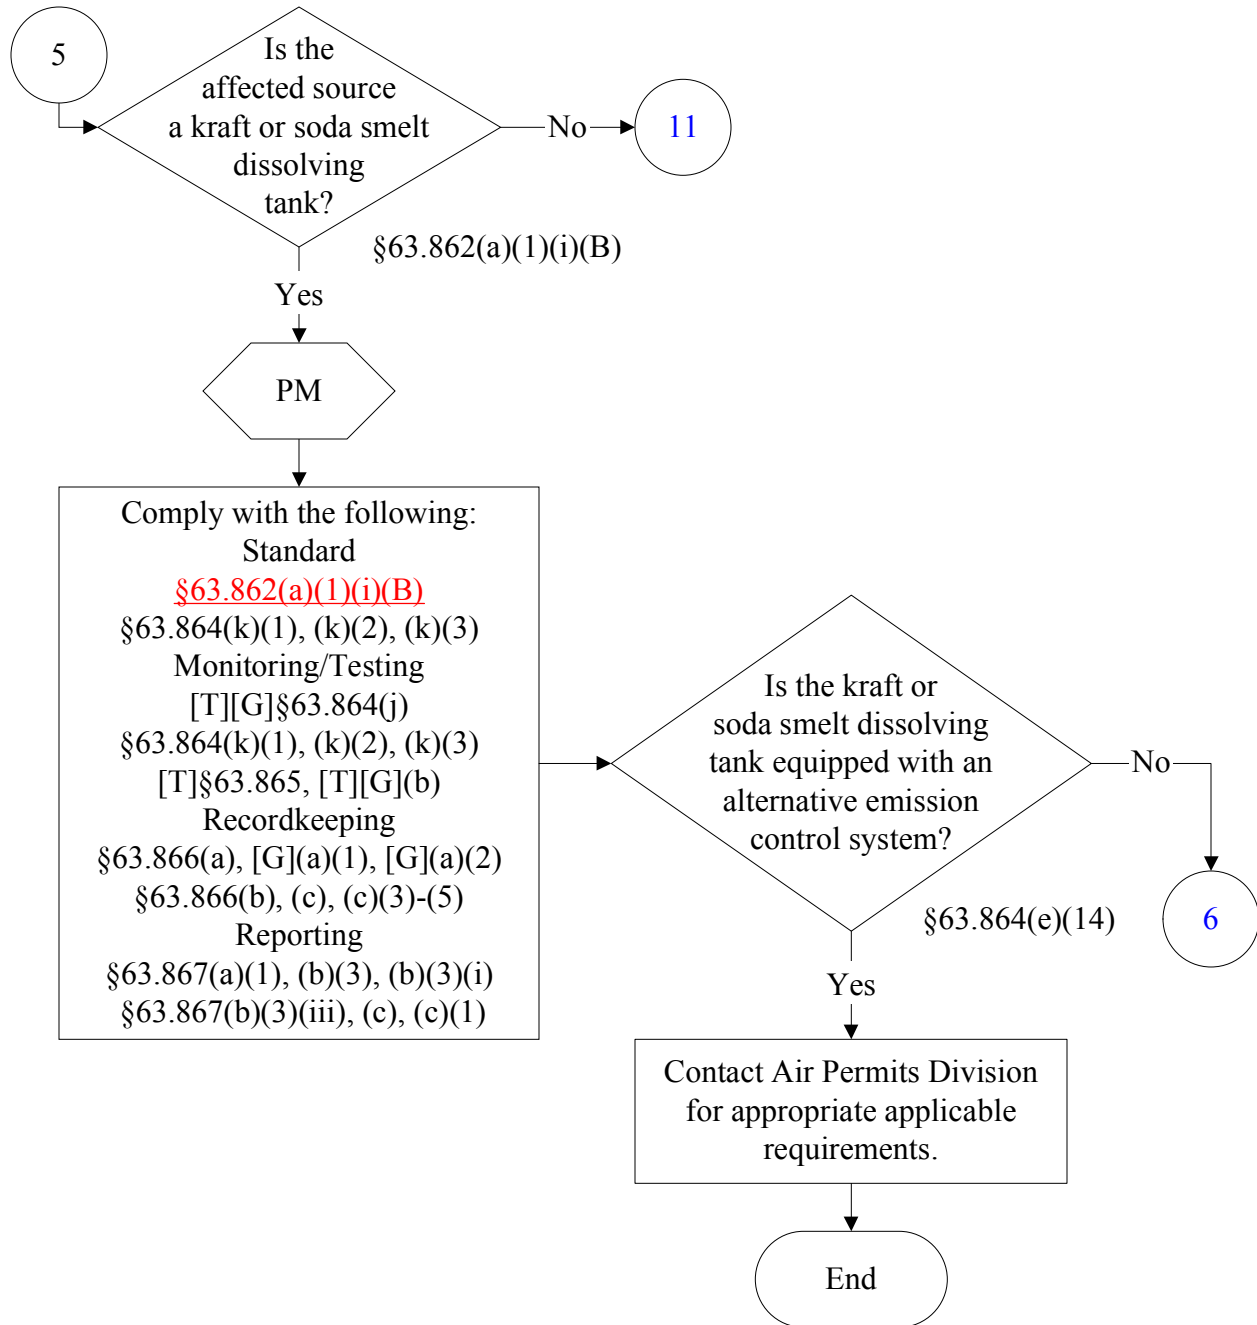 5
Is the
affected source
a kraft or soda smelt
dissolving
tank?
No
11
§63.862(a)(1)(i)(B)
Yes
PM
Comply with the following:
Standard
§63.862(a)(1)(i)(B)
§63.864(k)(1), (k)(2), (k)(3)
Monitoring/Testing
[T][G]§63.864(j)
§63.864(k)(1), (k)(2), (k)(3)
[T]§63.865, [T][G](b)
Recordkeeping
§63.866(a), [G](a)(1), [G](a)(2)
§63.866(b), (c), (c)(3)-(5)
Reporting
§63.867(a)(1), (b)(3), (b)(3)(i)
§63.867(b)(3)(iii), (c), (c)(1)
Is the kraft or
soda smelt dissolving
tank equipped with an
alternative emission
control system?
No
6
§63.864(e)(14)
Yes
Contact Air Permits Division
for appropriate applicable
requirements.
End